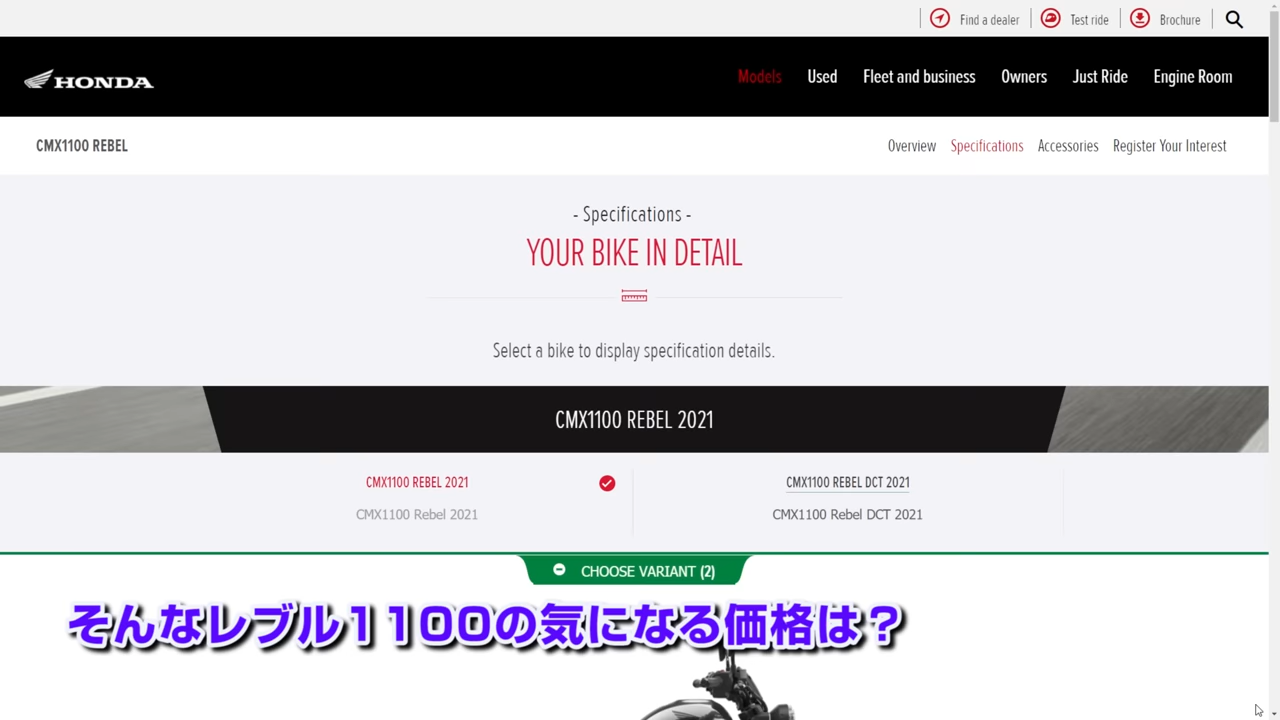 Find a dealer
Test ride
Brochure
HONDA
Models
Used
Fleet and business
Owners
Just Ride
Engine Room
CMX1100 REBEL
Overview
Specifications
Accessories
Register Your Interest
- Specifications -
YOUR BIKE IN DETAIL
Select a bike to display specification details.
CMX1100 REBEL 2021
CMX1100 REBEL 2021
CMX1100 Rebel 2021
CMX1100 REBEL DCT 2021
CMX1100 Rebel DCT 2021
CHOOSE VARIANT (2)
そんなレブル1100の気になる価格は？